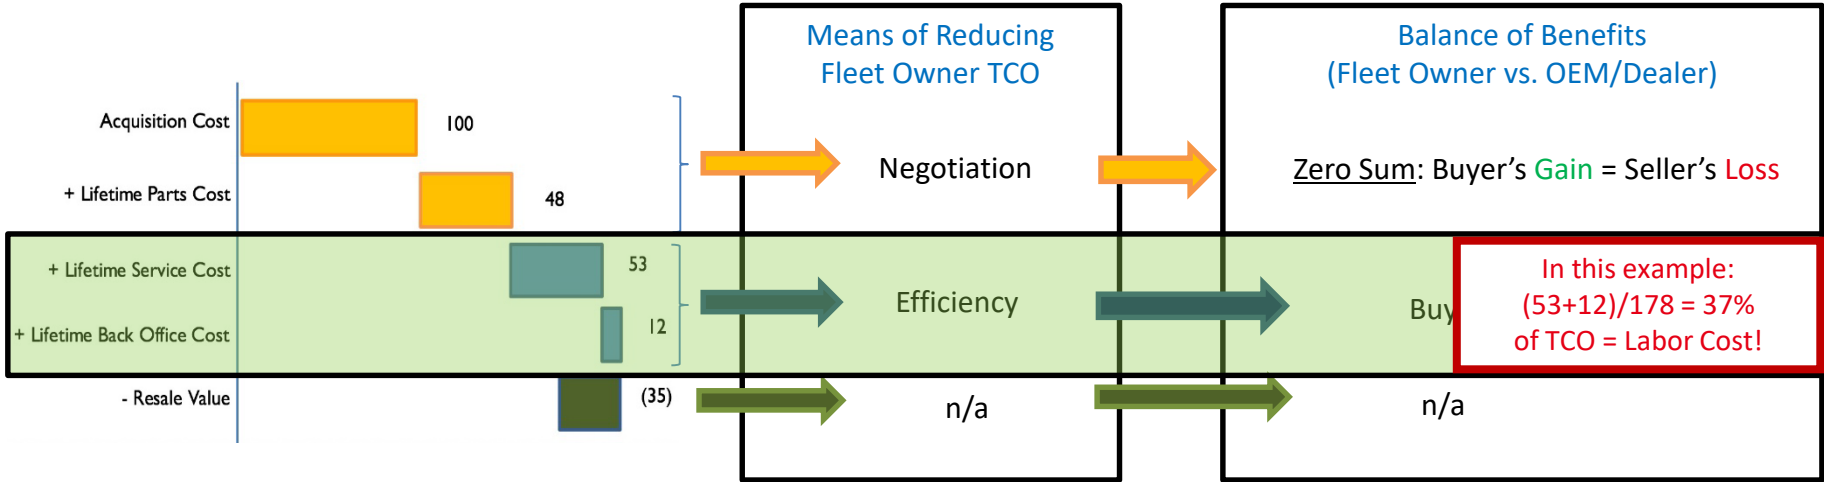 Means of Reducing
Fleet Owner TCO
Balance of Benefits
(Fleet Owner vs. OEM/Dealer)
Acquisition Cost
100
+ Lifetime Parts Cost
48
Negotiation
Zero Sum: Buyer's Gain = Seller's Loss
+ Lifetime Service Cost
53
+ Lifetime Back Office Cost
12
Efficiency
In this example:
(53+12)/178 = 37%
of TCO = Labor Cost!
- Resale Value
(35)
n/a
n/a